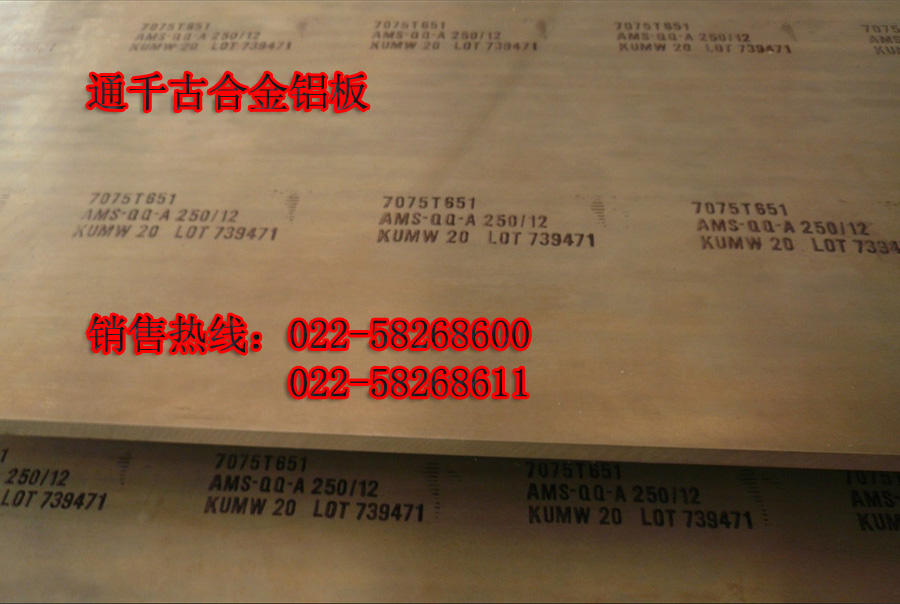 7075T651 7075T651 7075T651
AMS-QQ-A 250/12 AMS-QQ-A 250/12 AMS-QQ-A 250/12
KUMW 20 LOT 739471 KUMW 20 LOT 739471 KUMW 20 LOT 739471
通千古合金铝板
7075T651 7075T651 7075T651
AMS-QQ-A 250/12 AMS-QQ-A 250/12 AMS-QQ-A 250/12
KUMW 20 LOT 739471 KUMW 20 LOT 739471 KUMW 20 LOT
销售热线：022-58268600
022-58268611
7075T651 7075T651
250/12 AMS-QQ-A 250/12 AMS-QQ-A 250/12
LOT 739471 KUMW 20 LOT 739471 KUMW 20 LOT 739471